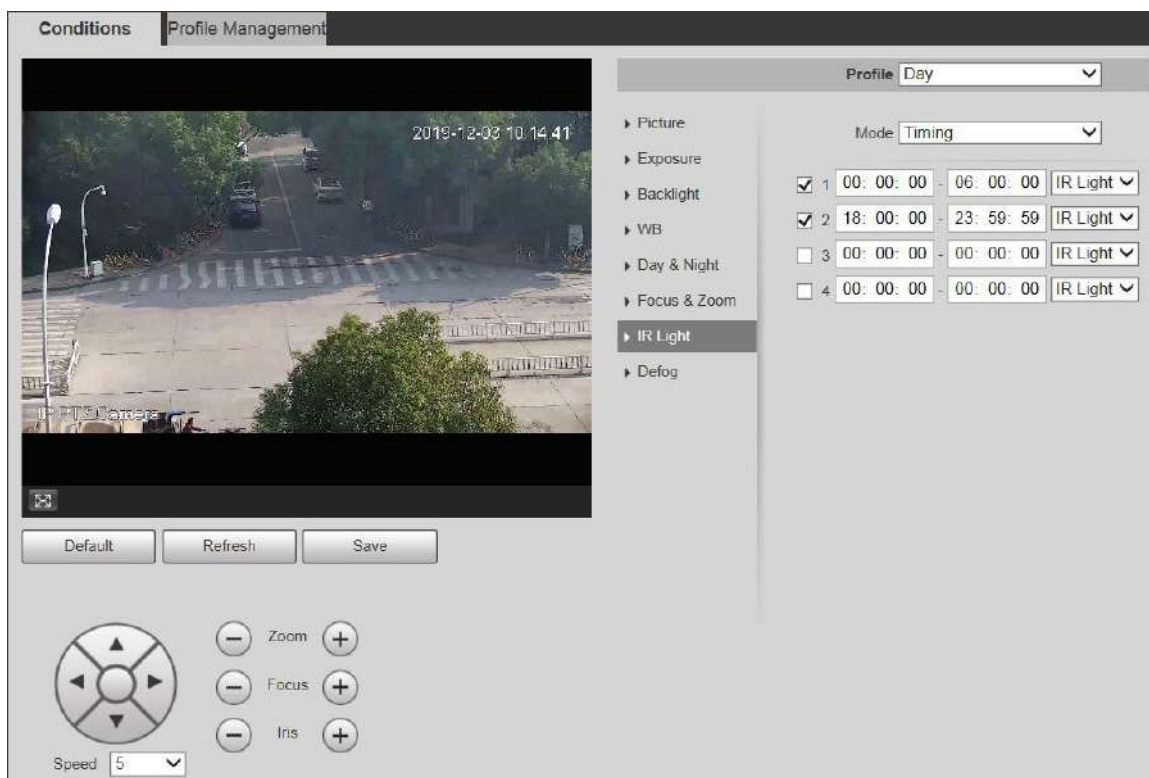 Conditions
Profile Management
Profile Day
2019-12-03 10:14:41
IP PTZ Camera
Default
Refresh
Save
Zoom
Focus
Iris
Speed 5
Picture
Exposure
Backlight
WB
Day & Night
Focus & Zoom
IR Light
Defog
Mode Timing
1 00: 00: 00 - 06: 00: 00 IR Light
2 18: 00: 00 - 23: 59: 59 IR Light
3 00: 00: 00 - 00: 00: 00 IR Light
4 00: 00: 00 - 00: 00: 00 IR Light